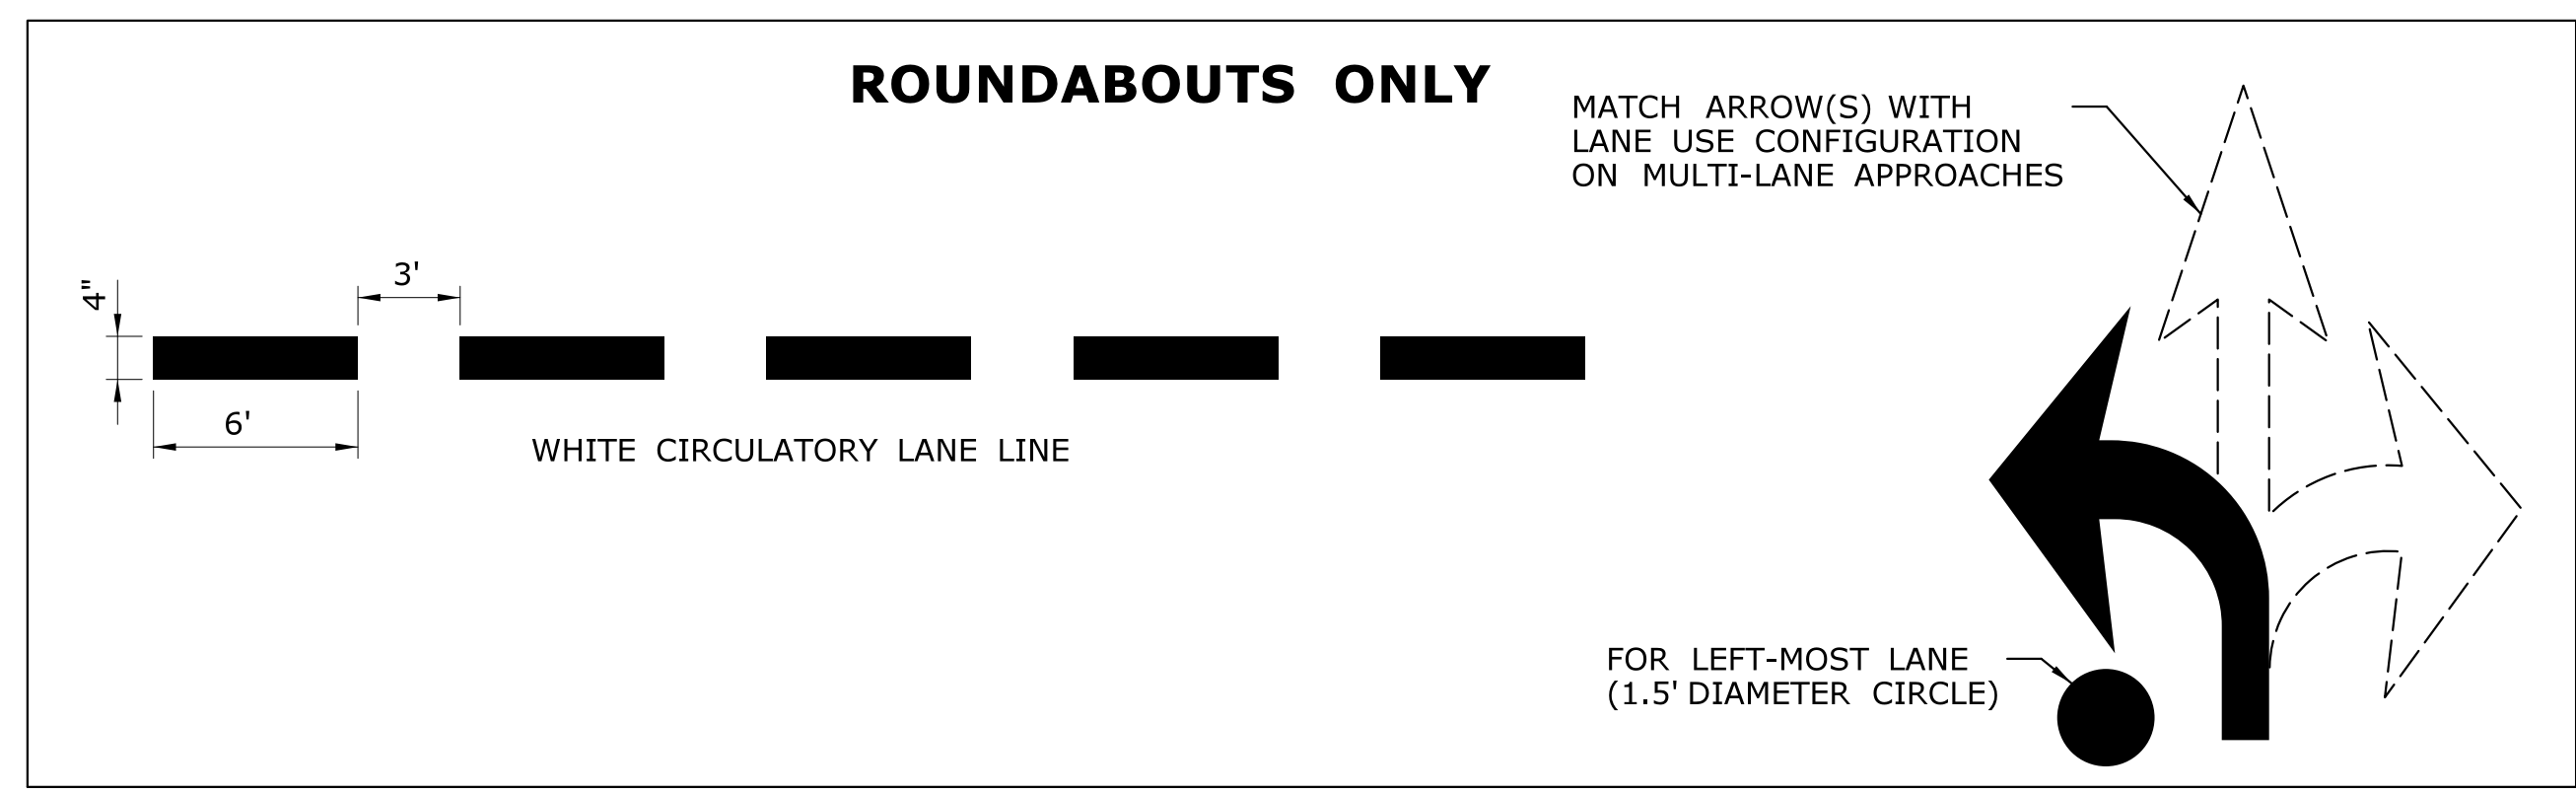 ROUNDABOUTS ONLY
MATCH ARROW(S) WITH
LANE USE CONFIGURATION
ON MULTI-LANE APPROACHES
4"
3'
6'
WHITE CIRCULATORY LANE LINE
FOR LEFT-MOST LANE
(1.5' DIAMETER CIRCLE)